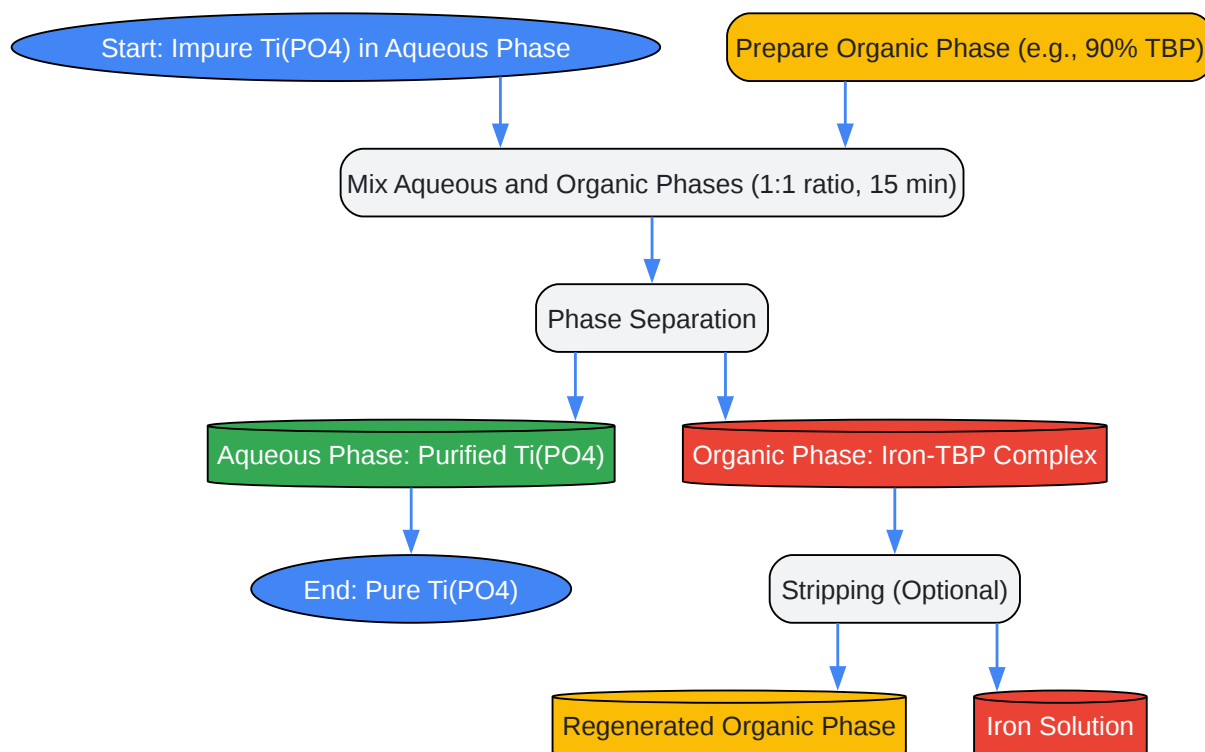 Start: Impure Ti(PO4) in Aqueous Phase
Prepare Organic Phase (e.g., 90% TBP)
Mix Aqueous and Organic Phases (1:1 ratio, 15 min)
Phase Separation
Aqueous Phase: Purified Ti(PO4)
Organic Phase: Iron-TBP Complex
End: Pure Ti(PO4)
Stripping (Optional)
Regenerated Organic Phase
Iron Solution